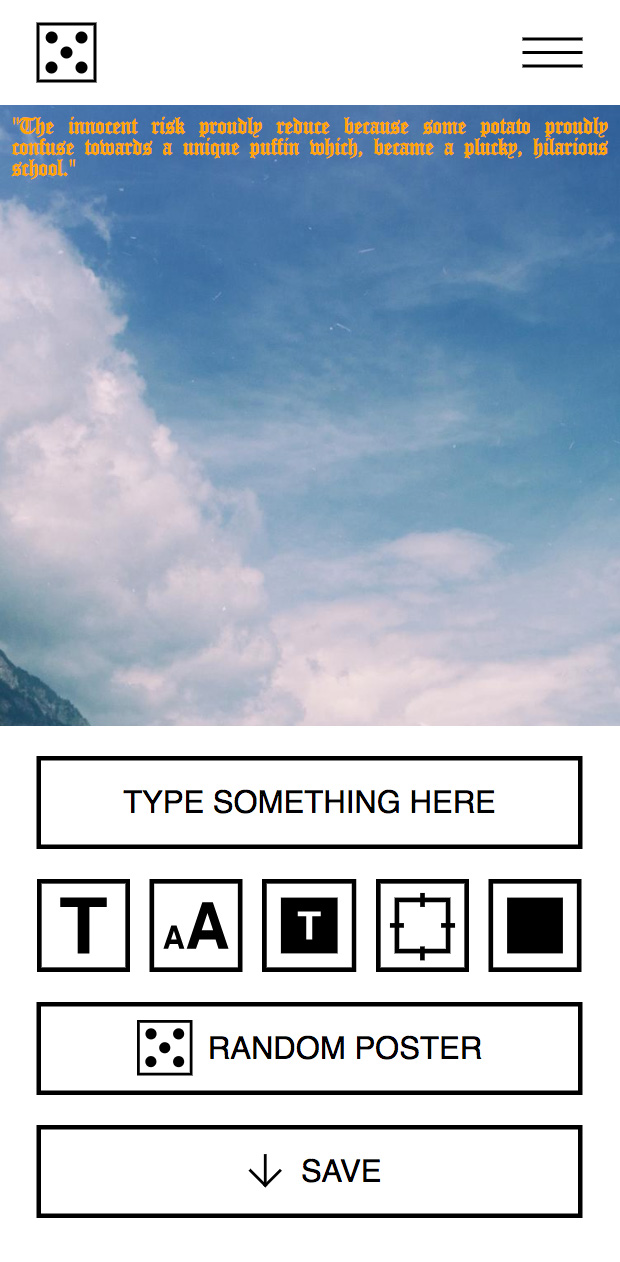 "The innocent risk proudly reduce because some potato proudly
confuse towards a unique puffin which, became a plucky, hilarious
school."
TYPE SOMETHING HERE
T
AA
T
RANDOM POSTER
SAVE